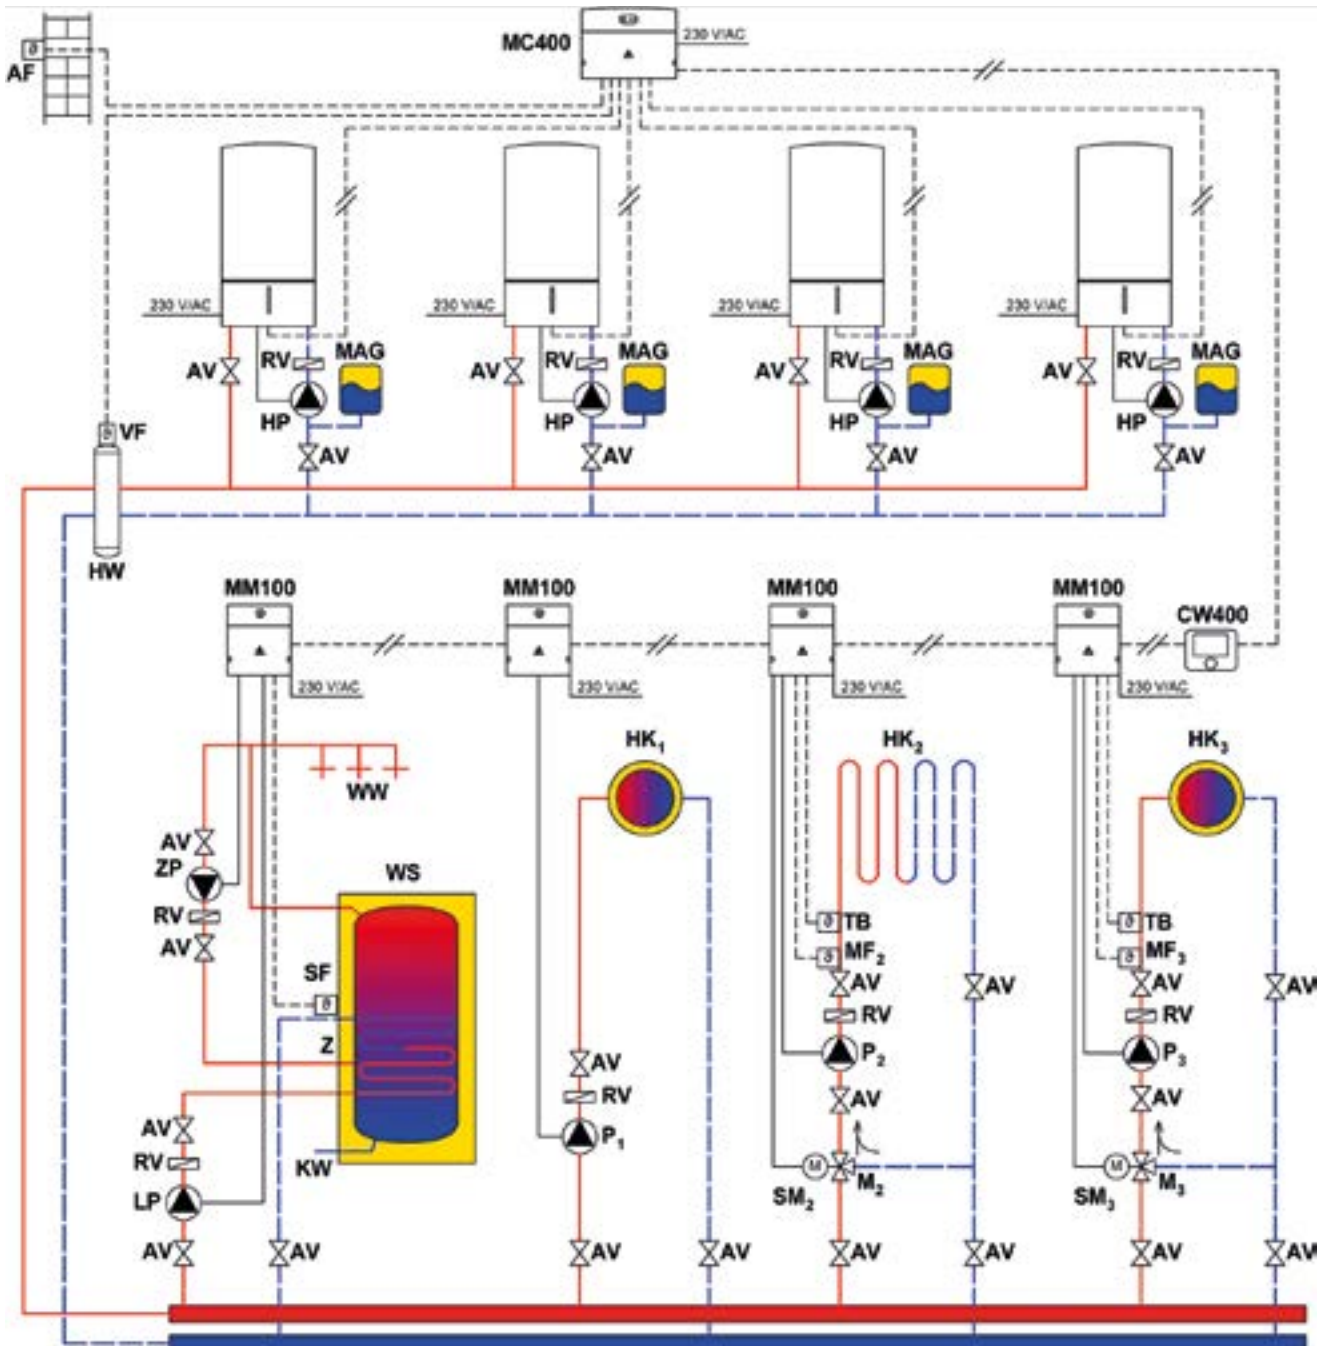 MC400
230 V/AC
AF
230 V/AC
230 V/AC
230 V/AC
230 V/AC
RV
MAG
RV
MAG
RV
MAG
RV
MAG
AV
AV
AV
AV
HP
HP
HP
HP
VF
AV
AV
AV
AV
HW
MM100
MM100
MM100
MM100
CW400
230 V/AC
230 V/AC
230 V/AC
230 V/AC
HK1
HK2
HK3
WW
AV
ZP
WS
RV
TB
TB
AV
MF2
MF3
SF
AV
AV
AV
AV
RV
RV
Z
P2
P3
AV
RV
AV
AV
AV
P1
RV
M
M
KW
M2
M3
LP
SM2
SM3
AV
AV
AV
AV
AV
AV
AV
AV